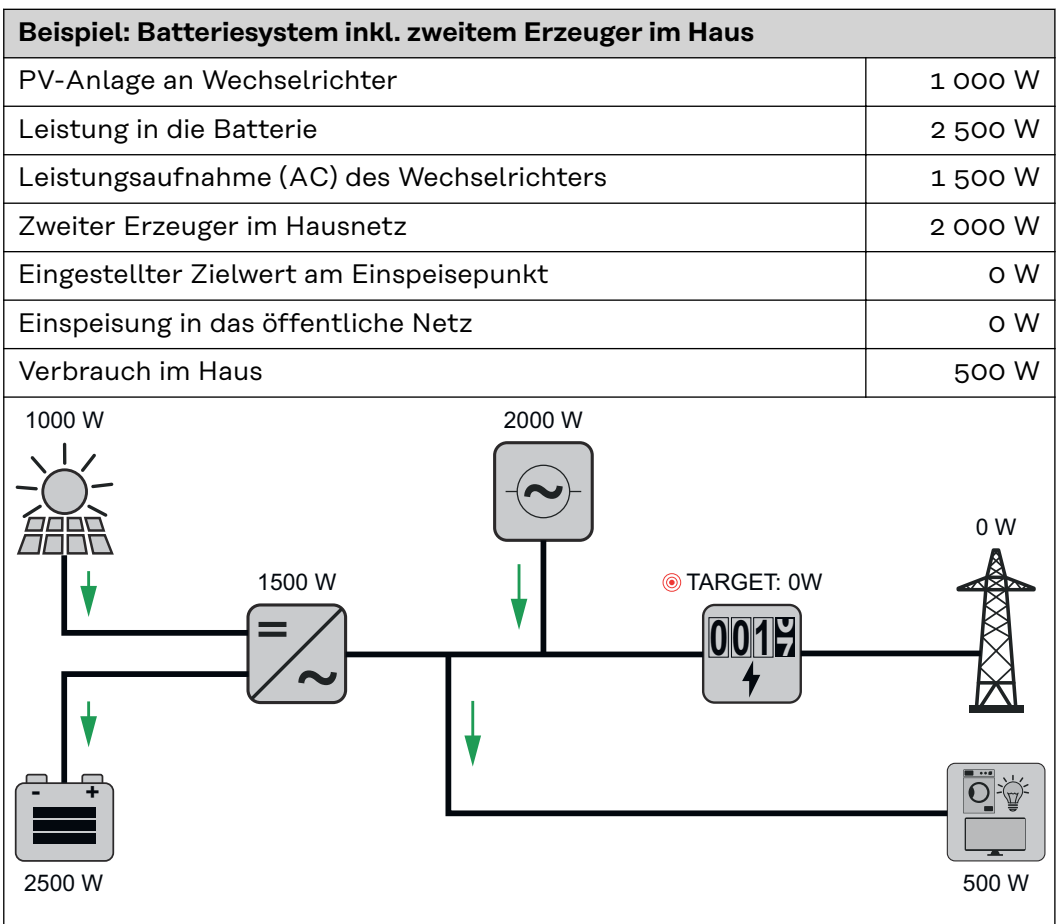 Beispiel: Batteriesystem inkl. zweitem Erzeuger im Haus
PV-Anlage an Wechselrichter 1 000 W
Leistung in die Batterie 2 500 W
Leistungsaufnahme (AC) des Wechselrichters 1 500 W
Zweiter Erzeuger im Hausnetz 2 000 W
Eingestellter Zielwert am Einspeisepunkt 0 W
Einspeisung in das öffentliche Netz 0 W
Verbrauch im Haus 500 W
1000 W
2000 W
0 W
1500 W
TARGET: 0W
001
- +
2500 W
500 W